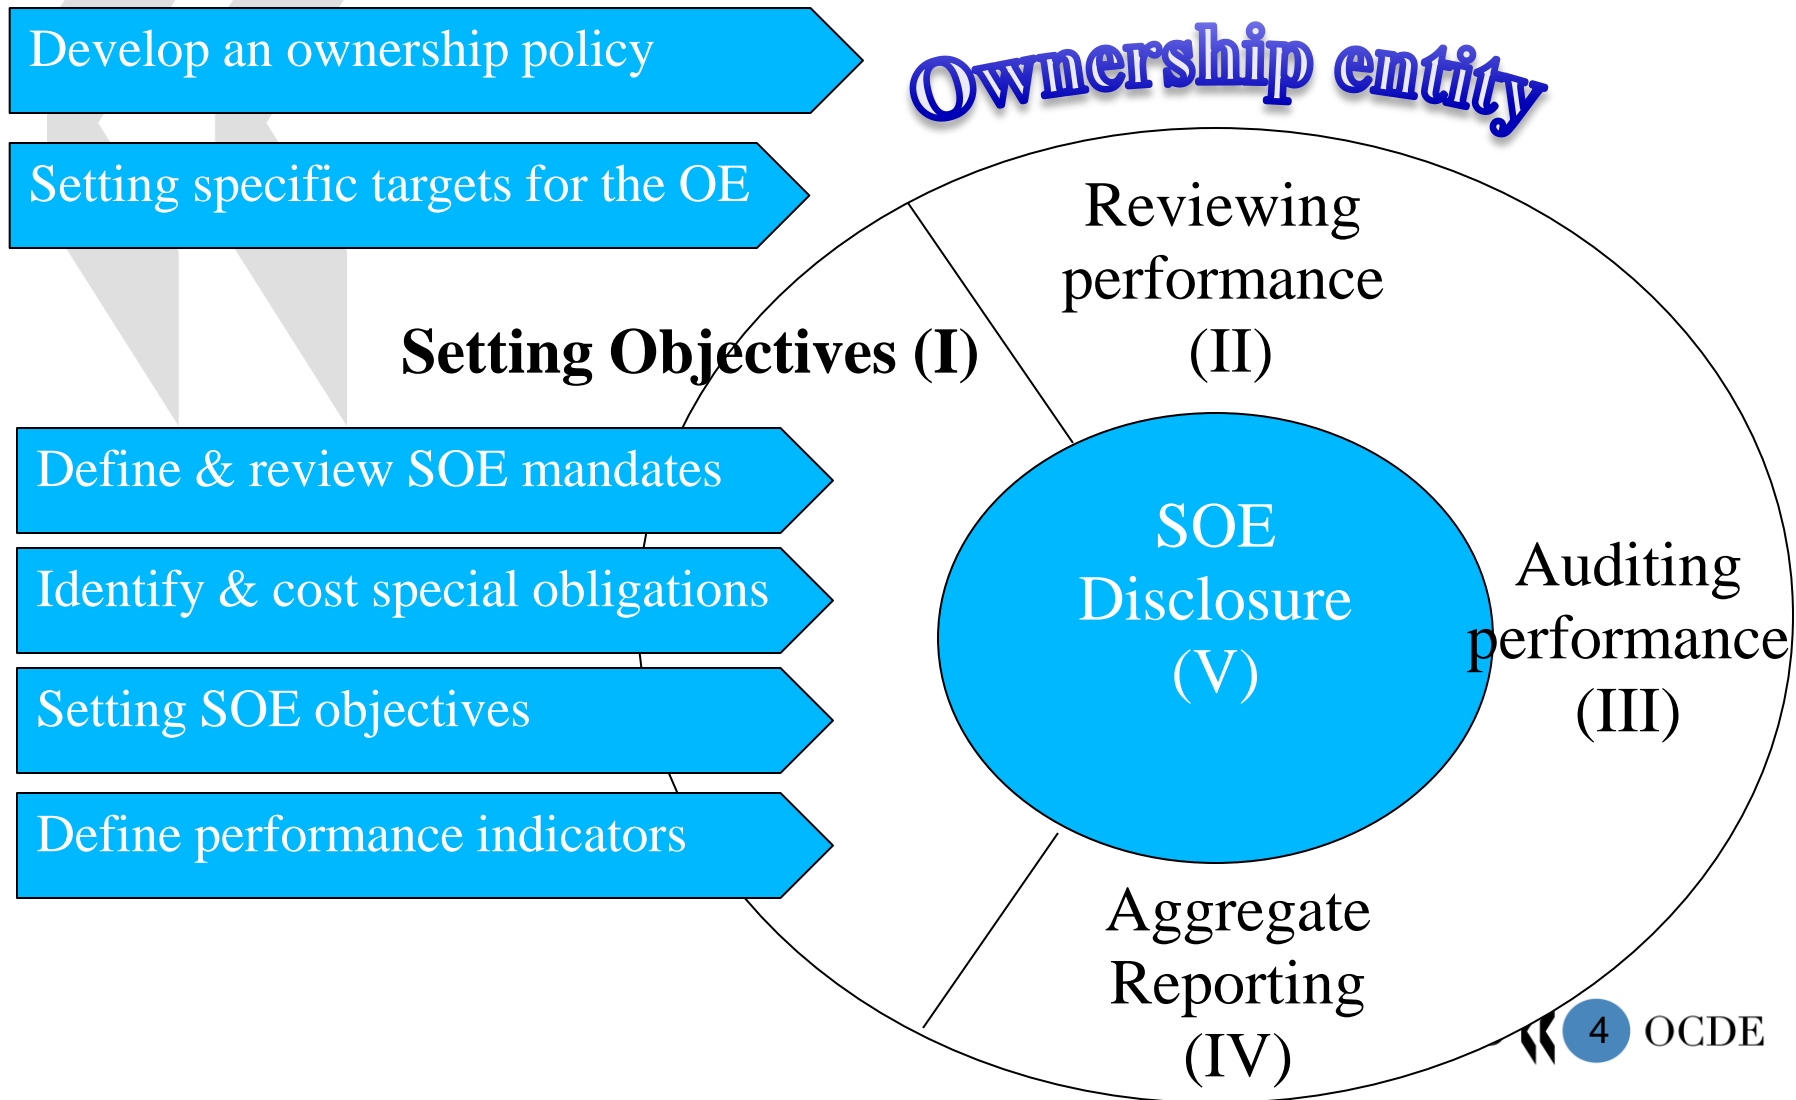 Develop an ownership policy
Ownership entity
Setting specific targets for the OE
Reviewing
performance
(II)
Setting Objectives (I)
Define & review SOE mandates
Identify & cost special obligations
Setting SOE objectives
Define performance indicators
SOE
Disclosure
(V)
Auditing
performance
(III)
Aggregate
Reporting
(IV)
4
OCDE